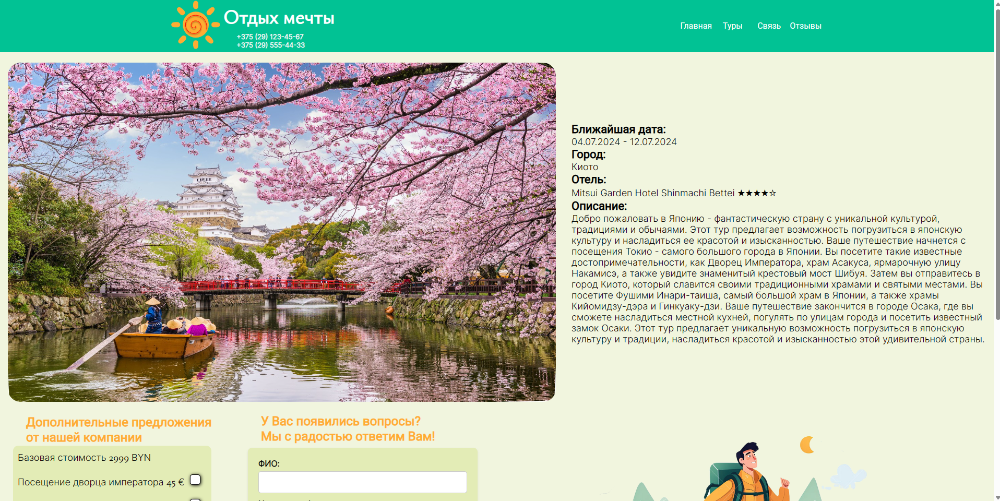 Отдых мечты
+375 (29) 123-45-67
+375 (29) 555-44-33
Главная Туры Связь Отзывы
Ближайшая дата:
04.07.2024 - 12.07.2024
Город:
Киото
Отель:
Mitsui Garden Hotel Shinmachi Bettei ★★★★☆
Описание:
Добро пожаловать в Японию - фантастическую страну с уникальной культурой,
традициями и обычаями. Этот тур предлагает возможность погрузиться в японскую
культуру и насладиться ее красотой и изысканностью. Ваше путешествие начнется с
посещения Токио - самого большого города в Японии. Вы посетите такие известные
достопримечательности, как Дворец Императора, храм Асакуса, ярмарочную улицу
Накамисэ, а также увидите знаменитый крестовый мост Шибуя. Затем вы отправитесь в
город Киото, который славится своими традиционными храмами и святыми местами. Вы
посетите Фушими Инари-таиша, самый большой храм в Японии, а также храмы
Кийомидзу-дэра и Гинкуаку-дзи. Ваше путешествие закончится в городе Осака, где вы
сможете насладиться местной кухней, погулять по улицам города и посетить известный
замок Осаки. Этот тур предлагает уникальную возможность погрузиться в японскую
культуру и традиции, насладиться красотой и изысканностью этой удивительной страны.
Дополнительные предложения
от нашей компании
Базовая стоимость 2999 BYN
Посещение дворца императора 45 €
У Вас появились вопросы?
Мы с радостью ответим Вам!
ФИО: